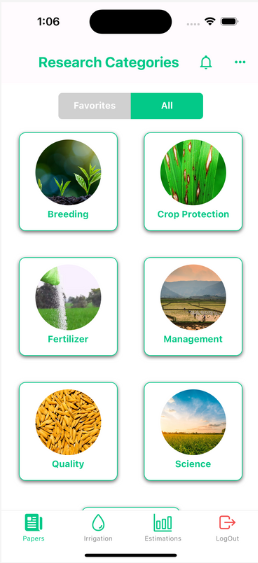 1:06
Research Categories
Favorites All
Breeding Crop Protection
Fertilizer Management
Quality Science
Papers Irrigation Estimations LogOut